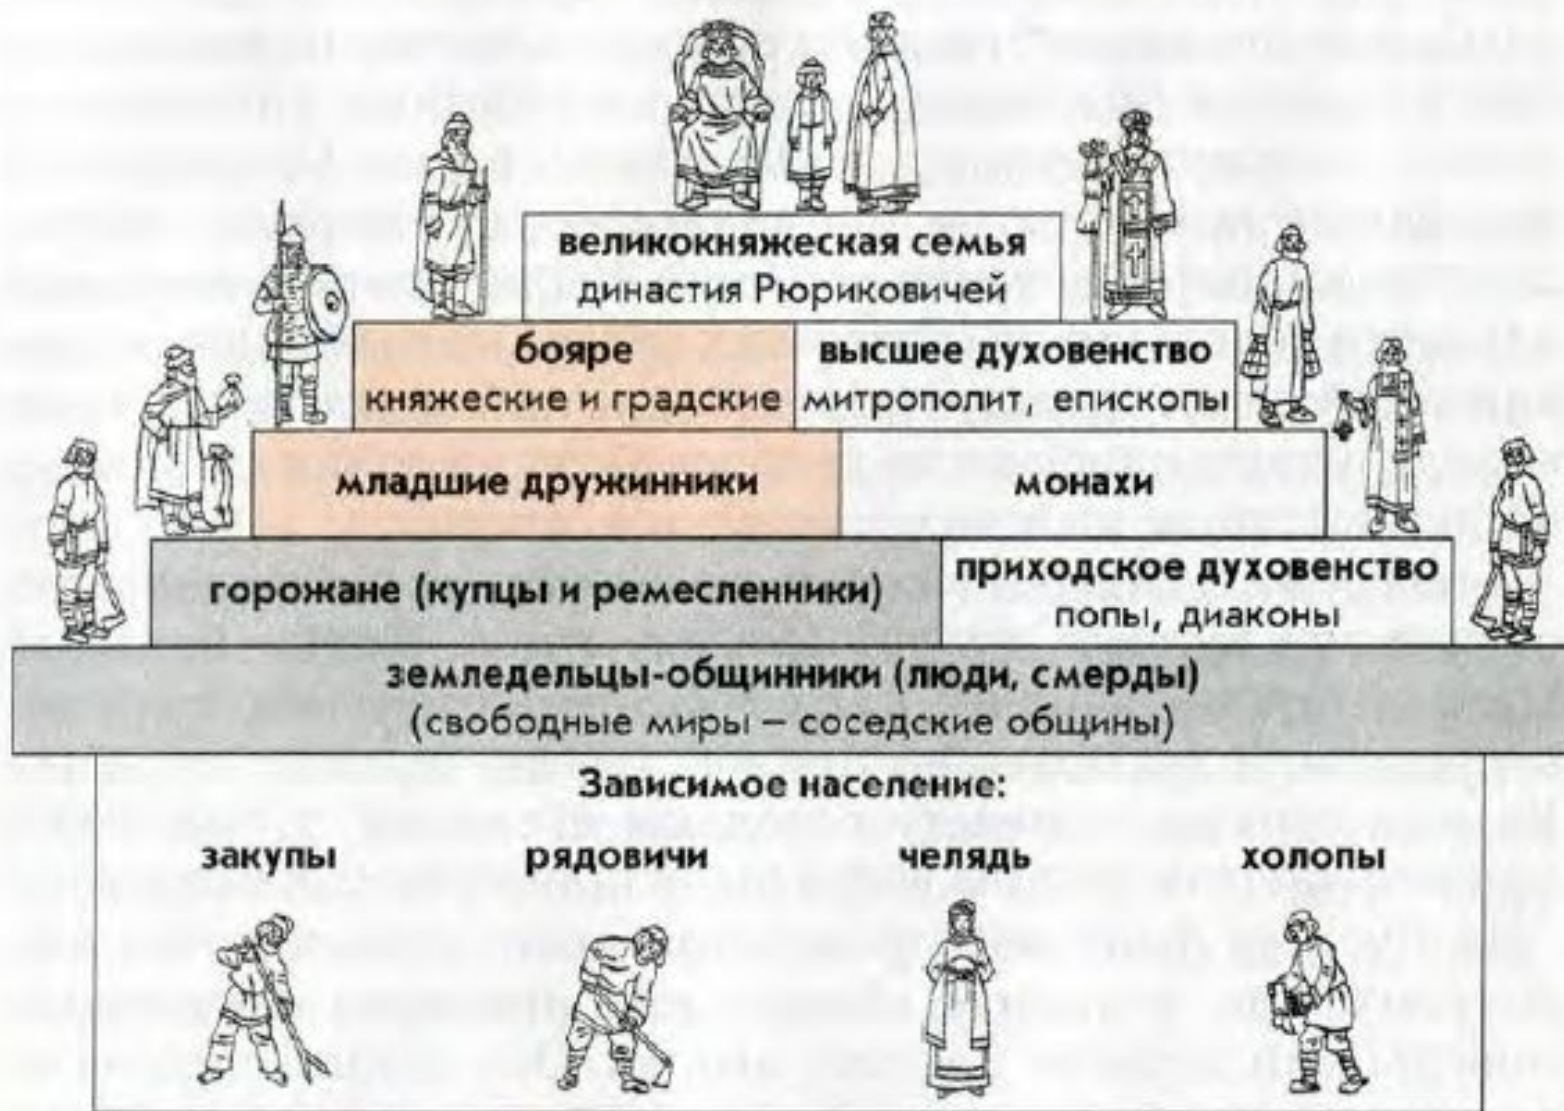 великокняжеская семья
династия Рюриковичей
бояре
княжеские и градские
высшее духовенство
митрополит, епископы
младшие дружинники
монахи
горожане (купцы и ремесленники)
приходское духовенство
попы, диаконы
земледельцы-общинники (люди, смерды)
(свободные миры – соседские общины)
Зависимое население:
закупы
рядовичи
челядь
холопы